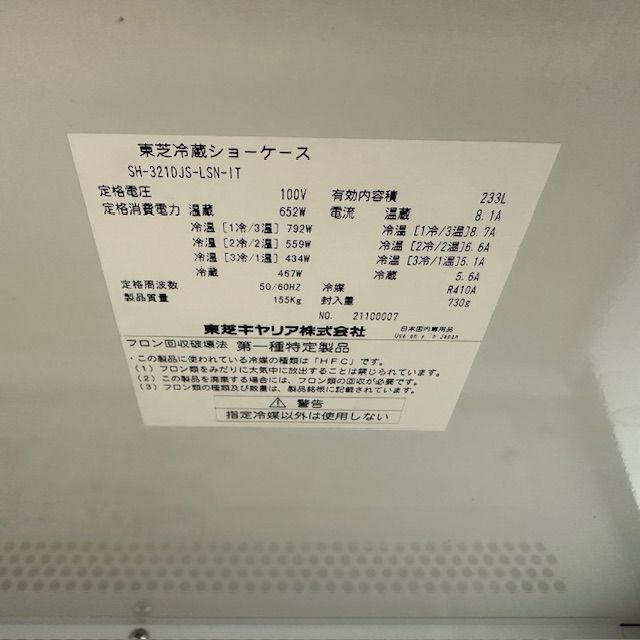 東芝冷蔵ショーケース
SH-321DJS-LSN-IT
定格電圧 100V 有効内容積 233L
定格消費電力 温蔵 652W 電流 温蔵 8.1A
冷温 [1冷/3温] 792W 冷温 [1冷/3温]8.7A
冷温 [2冷/2温] 559W 冷温 [2冷/2温]6.6A
冷温 [3冷/1温] 434W 冷温 [3冷/1温]5.1A
冷蔵 467W 冷蔵 5.6A
定格周波数 50/60HZ 冷媒 R410A
製品質量 155Kg 封入量 730g
NO. 21100007
東芝キヤリア株式会社 日本国内専用品
Use only in Japan
フロン回収破壊法 第一種特定製品
・この製品に使われている冷媒の種類は「HFC」です。
(1) フロン類をみだりに大気中に放出することは禁じられています。
(2) この製品を廃棄する場合には、フロン類の回収が必要です。
(3) フロン類の種類及び数量は、製品銘板に記載されています。
⚠ 警告
指定冷媒以外は使用しない